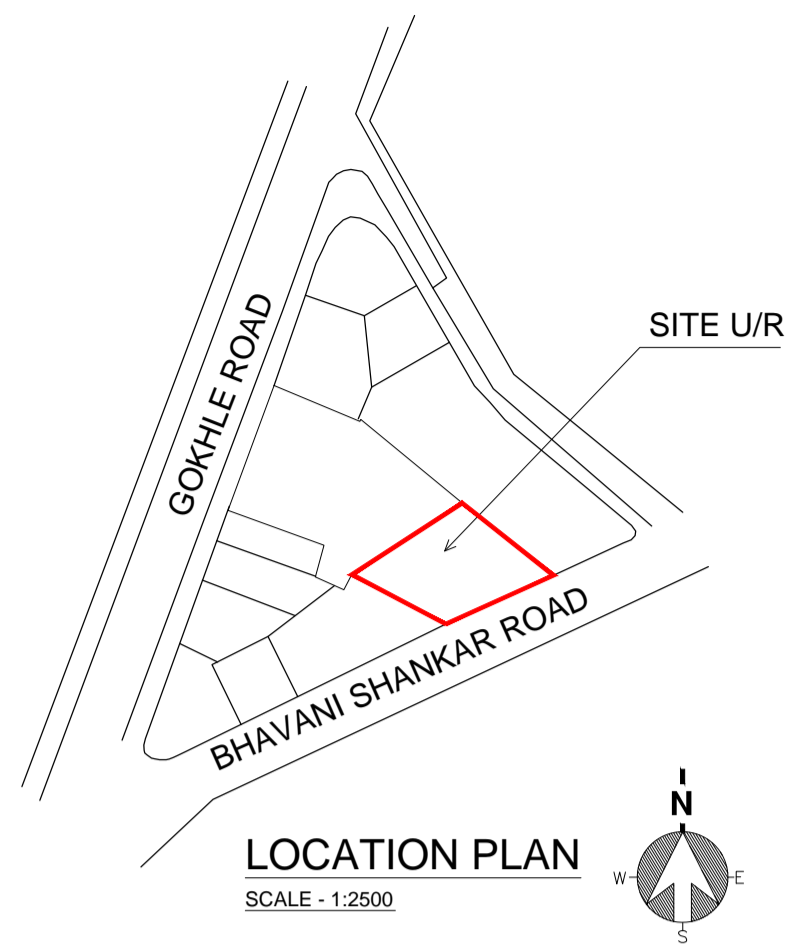 SITE U/R
GOKHLE ROAD
BHAVANI SHANKAR ROAD
LOCATION PLAN
SCALE - 1:2500
N
W
E
S